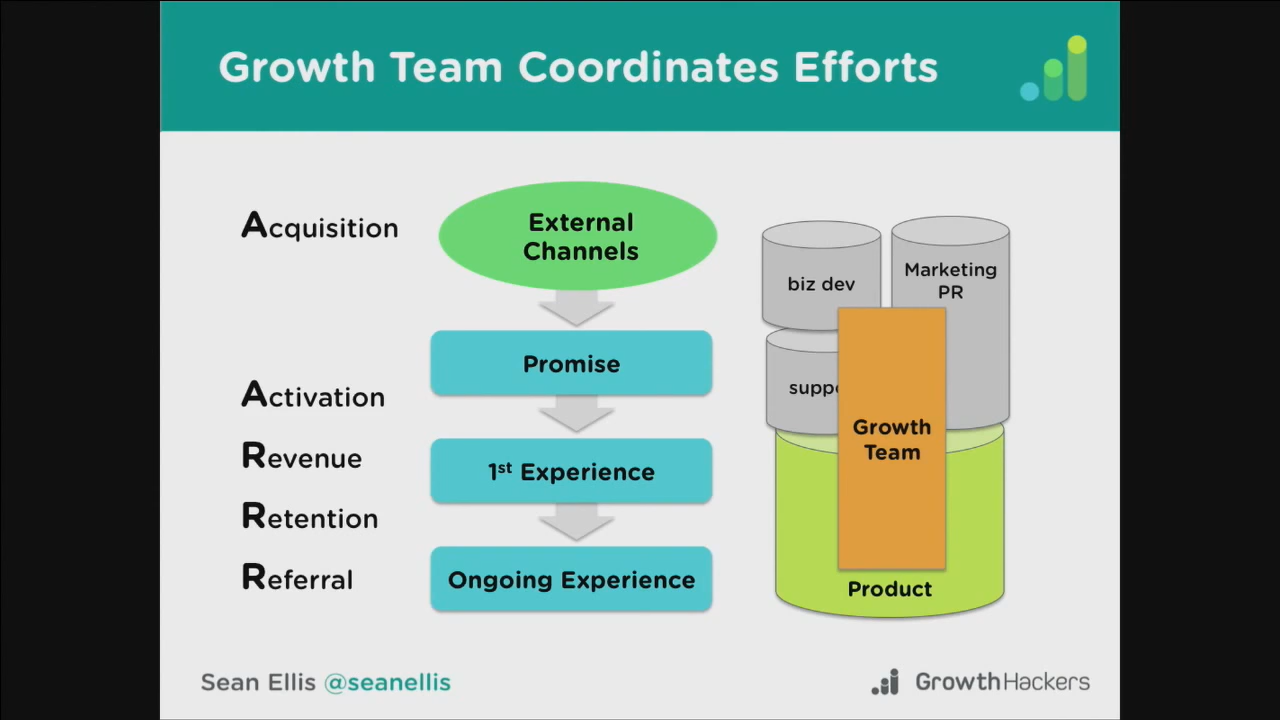 Growth Team Coordinates Efforts
Acquisition
Activation
Revenue
Retention
Referral
External
Channels
Promise
1st Experience
Ongoing Experience
biz dev
Marketing
PR
suppo
Growth
Team
Product
Sean Ellis @seanellis
GrowthHackers